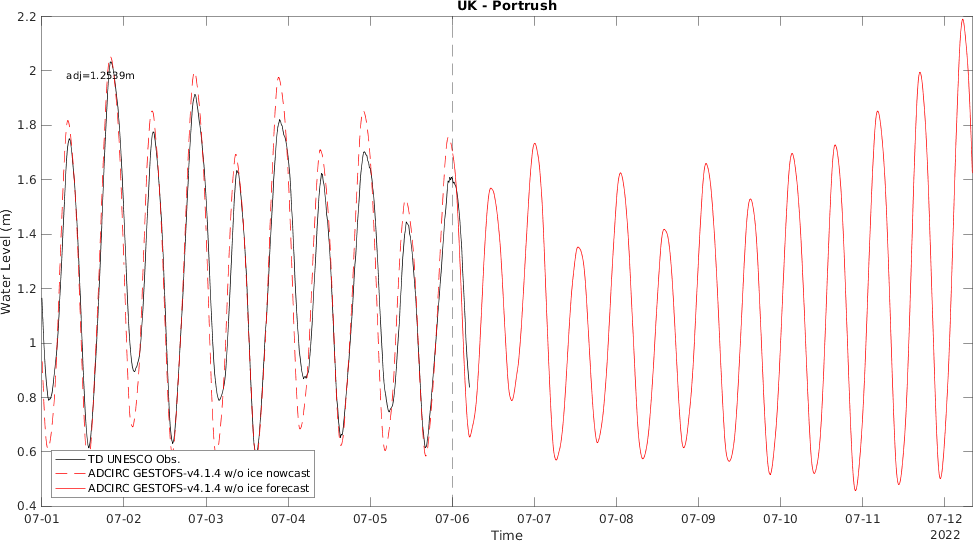 UK - Portrush
2.2
2
1.8
1.6
1.4
1.2
1
0.8
0.6
0.4
Water Level (m)
adj=1.2539m
TD UNESCO Obs.
ADCIRC GESTOFS-v4.1.4 w/o ice nowcast
ADCIRC GESTOFS-v4.1.4 w/o ice forecast
07-01 07-02 07-03 07-04 07-05 07-06 07-07 07-08 07-09 07-10 07-11 07-12
Time
2022